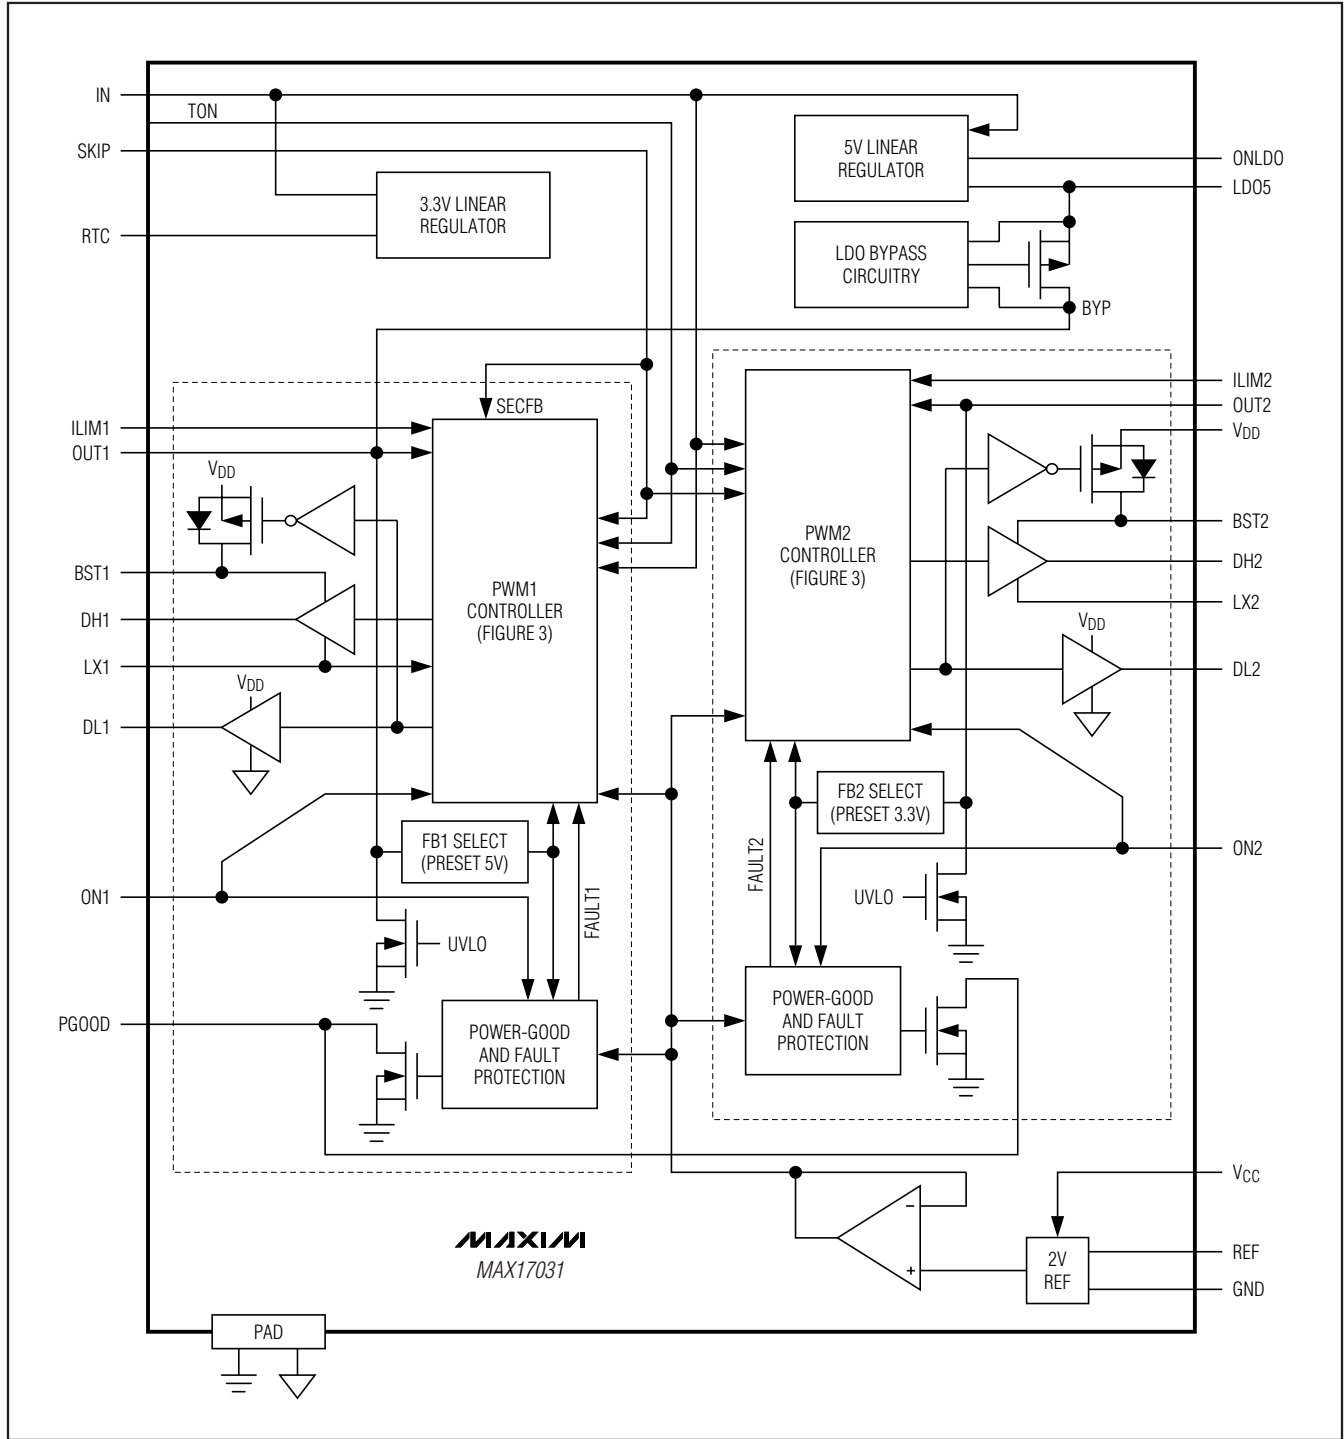 IN
TON
SKIP
RTC
3.3V LINEAR
REGULATOR
5V LINEAR
REGULATOR
ONLDO
LDO5
LDO BYPASS
CIRCUITRY
BYP
SECFB
ILIM1
OUT1
VDD
BST1
DH1
LX1
VDD
DL1
PWM1
CONTROLLER
(FIGURE 3)
ILIM2
OUT2
VDD
PWM2
CONTROLLER
(FIGURE 3)
BST2
DH2
LX2
VDD
DL2
FB1 SELECT
(PRESET 5V)
FAULT1
ON1
UVLO
PGOOD
POWER-GOOD
AND FAULT
PROTECTION
FB2 SELECT
(PRESET 3.3V)
FAULT2
ON2
UVLO
POWER-GOOD
AND FAULT
PROTECTION
VCC
−
+
2V
REF
REF
GND
MAXIM
MAX17031
PAD